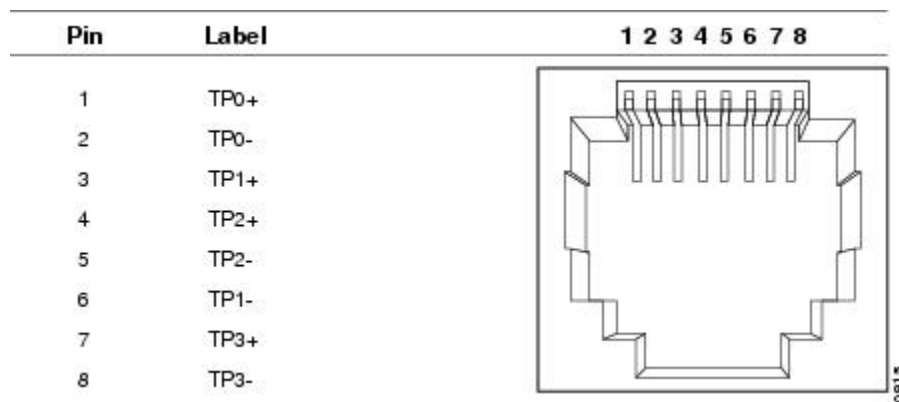 Pin Label 1 2 3 4 5 6 7 8
1 TP0+
2 TP0-
3 TP1+
4 TP2+
5 TP2-
6 TP1-
7 TP3+
8 TP3-